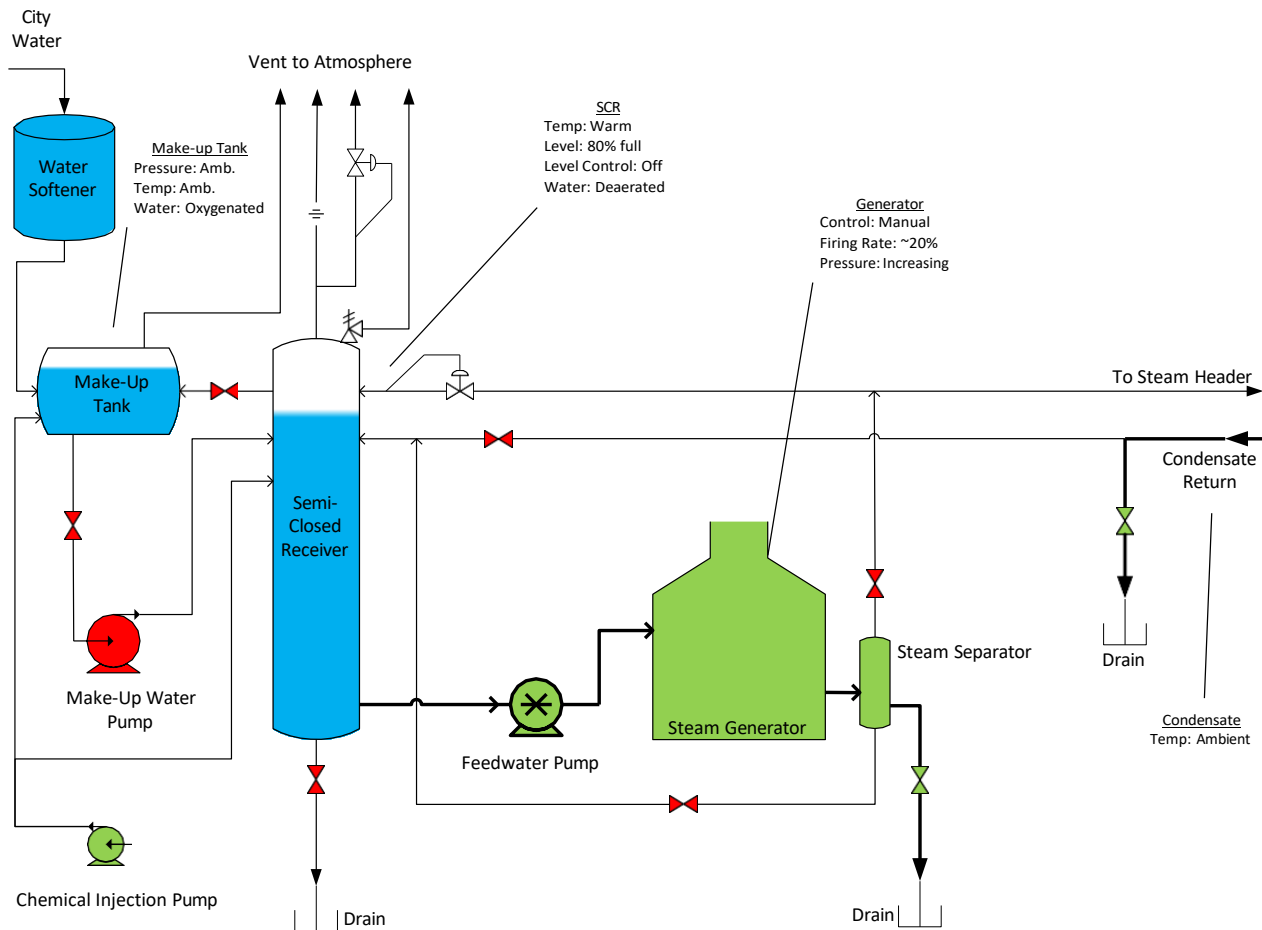 City
Water
Vent to Atmosphere
Water
Softener
Make-up Tank
Pressure: Amb.
Temp: Amb.
Water: Oxygenated
SCR
Temp: Warm
Level: 80% full
Level Control: Off
Water: Deaerated
Generator
Control: Manual
Firing Rate: ~20%
Pressure: Increasing
Make-Up
Tank
To Steam Header
Condensate
Return
Semi-
Closed
Receiver
Make-Up Water
Pump
Feedwater Pump
Steam Generator
Steam Separator
Drain
Condensate
Temp: Ambient
Chemical Injection Pump
Drain
Drain